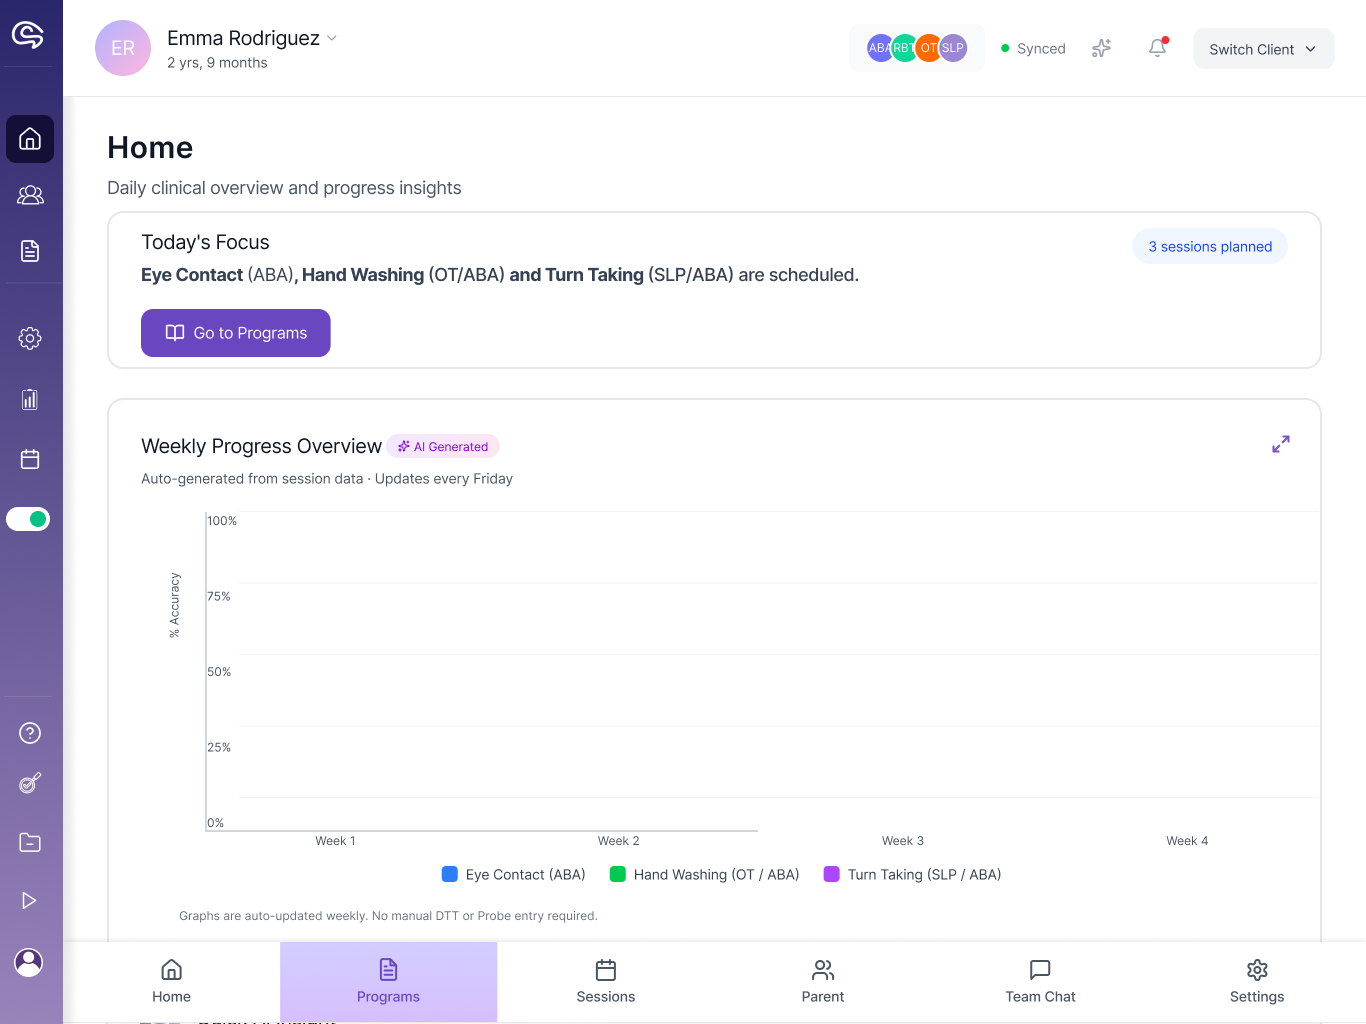 ER
Emma Rodriguez
2 yrs, 9 months
ABA
RBT
OT
SLP
Synced
Switch Client
Home
Daily clinical overview and progress insights
Today's Focus
3 sessions planned
Eye Contact (ABA), Hand Washing (OT/ABA) and Turn Taking (SLP/ABA) are scheduled.
Go to Programs
Weekly Progress Overview
AI Generated
Auto-generated from session data · Updates every Friday
100%
75%
50%
25%
0%
% Accuracy
Week 1
Week 2
Week 3
Week 4
Eye Contact (ABA)
Hand Washing (OT / ABA)
Turn Taking (SLP / ABA)
Graphs are auto-updated weekly. No manual DTT or Probe entry required.
Home
Programs
Sessions
Parent
Team Chat
Settings